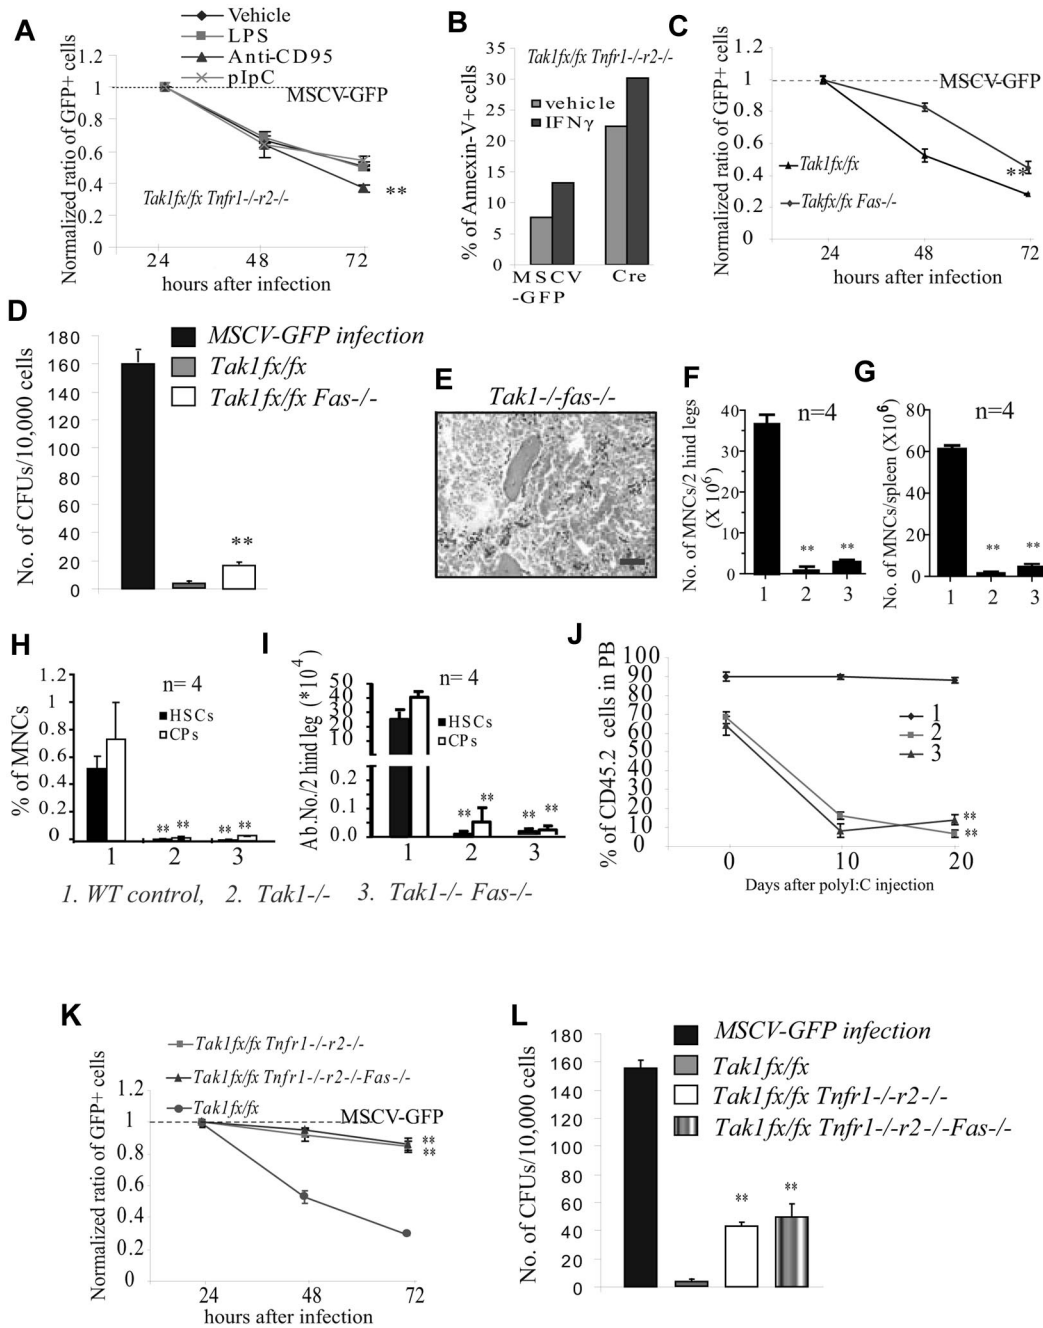 A
Vehicle
LPS
Anti-CD95
pIpC
Normalized ratio of GFP+ cells
1.2
1
0.8
0.6
0.4
0.2
0
MSCV-GFP
**
Tak1fx/fx Tnfr1-/-r2-/-
24 48 72
hours after infection
B
% of Annexin-V+ cells
35
30
25
20
15
10
5
0
Tak1fx/fx Tnfr1-/-r2-/-
vehicle
IFNγ
MSCV
-GFP
Cre
C
Normalized ratio of GFP+ cells
1.2
1
0.8
0.6
0.4
0.2
0
MSCV-GFP
**
Tak1fx/fx
Takfx/fx Fas-/-
24 48 72
hours after infection
D
No. of CFUs/10,000 cells
180
160
140
120
100
80
60
40
20
0
MSCV-GFP infection
Tak1fx/fx
Tak1fx/fx Fas-/-
**
E
Tak1-/-fas-/-
F
No. of MNCs/2 hind legs
(X 10⁶)
40
30
20
10
0
n=4
** **
1 2 3
G
No. of MNCs/spleen (X10⁶)
80
60
40
20
0
n=4
** **
1 2 3
H
% of MNCs
1.2
1
0.8
0.6
0.4
0.2
0
n= 4
HSCs
CPs
** ** ** **
1 2 3
I
Ab.No./2 hind leg (*10⁴)
50
40
30
20
10
0.2
0.1
0.0
n=4
HSCs
CPs
** ** ** **
1 2 3
J
% of CD45.2 cells in PB
100
90
80
70
60
50
40
30
20
10
0
1
2
3
**
**
0 10 20
Days after polyI:C injection
1. WT control, 2. Tak1-/- 3. Tak1-/- Fas-/-
K
Tak1fx/fx Tnfr1-/-r2-/-
Tak1fx/fx Tnfr1-/-r2-/-Fas-/-
Tak1fx/fx
Normalized ratio of GFP+ cells
1.2
1
0.8
0.6
0.4
0.2
0
MSCV-GFP
**
**
24 48 72
hours after infection
L
No. of CFUs/10,000 cells
180
160
140
120
100
80
60
40
20
0
MSCV-GFP infection
Tak1fx/fx
Tak1fx/fx Tnfr1-/-r2-/-
Tak1fx/fx Tnfr1-/-r2-/-Fas-/-
** **